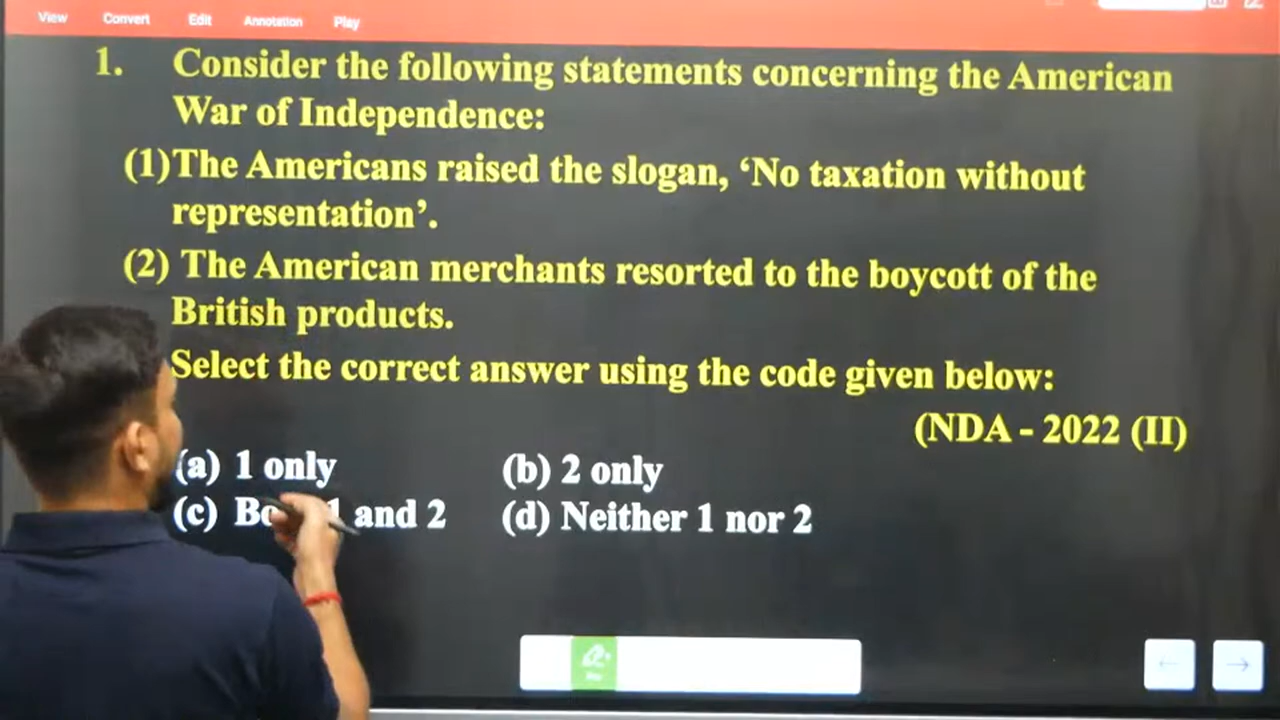 View Convert Edit Annotation Play
1. Consider the following statements concerning the American
War of Independence:
(1)The Americans raised the slogan, ‘No taxation without
representation’.
(2) The American merchants resorted to the boycott of the
British products.
Select the correct answer using the code given below:
(NDA - 2022 (II)
(a) 1 only (b) 2 only
(c) 1 and 2 (d) Neither 1 nor 2